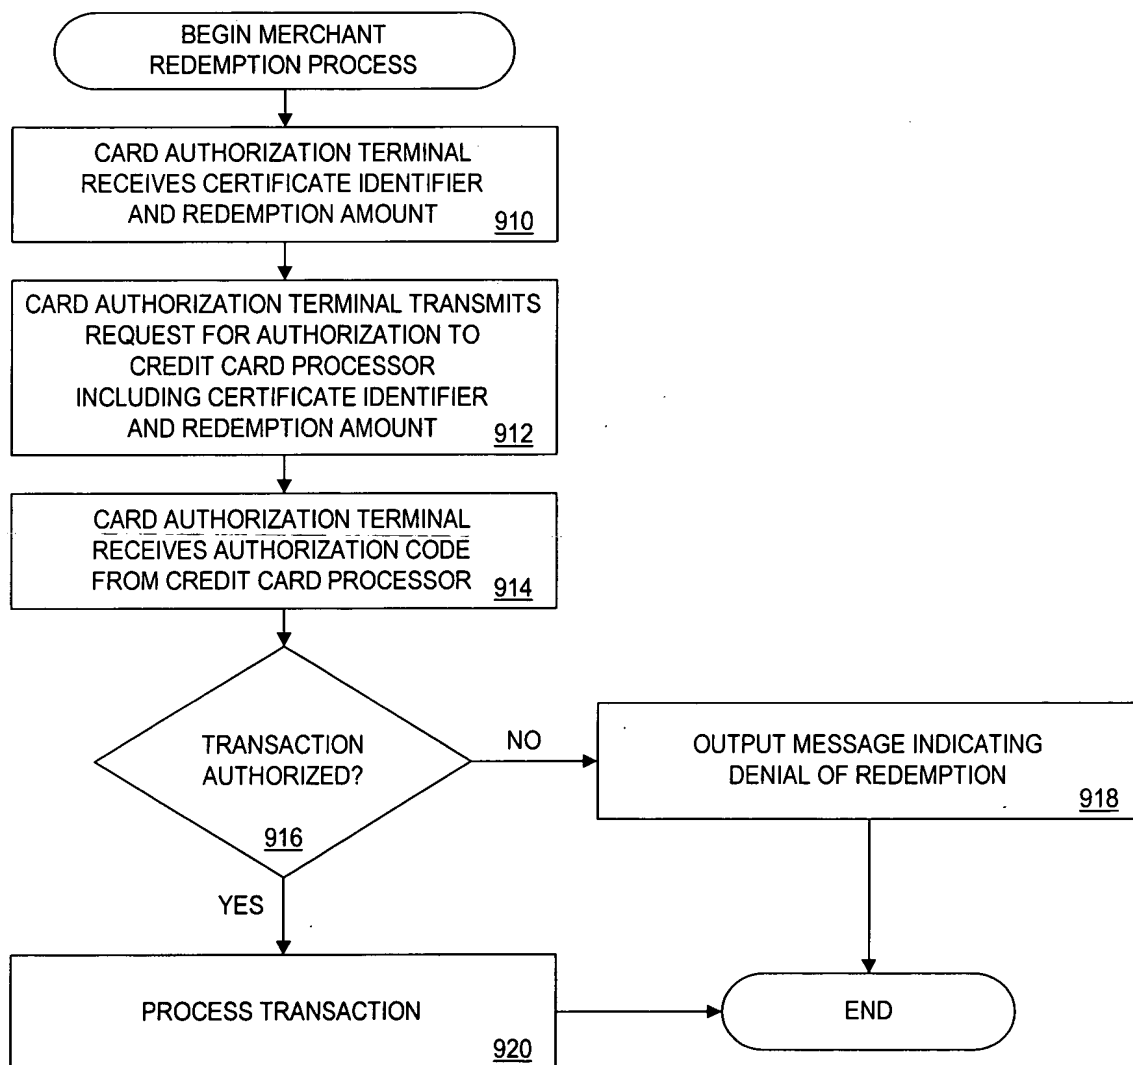 BEGIN MERCHANT
REDEMPTION PROCESS
CARD AUTHORIZATION TERMINAL
RECEIVES CERTIFICATE IDENTIFIER
AND REDEMPTION AMOUNT
910
CARD AUTHORIZATION TERMINAL TRANSMITS
REQUEST FOR AUTHORIZATION TO
CREDIT CARD PROCESSOR
INCLUDING CERTIFICATE IDENTIFIER
AND REDEMPTION AMOUNT
912
CARD AUTHORIZATION TERMINAL
RECEIVES AUTHORIZATION CODE
FROM CREDIT CARD PROCESSOR
914
TRANSACTION
AUTHORIZED?
916
NO
OUTPUT MESSAGE INDICATING
DENIAL OF REDEMPTION
918
YES
PROCESS TRANSACTION
920
END